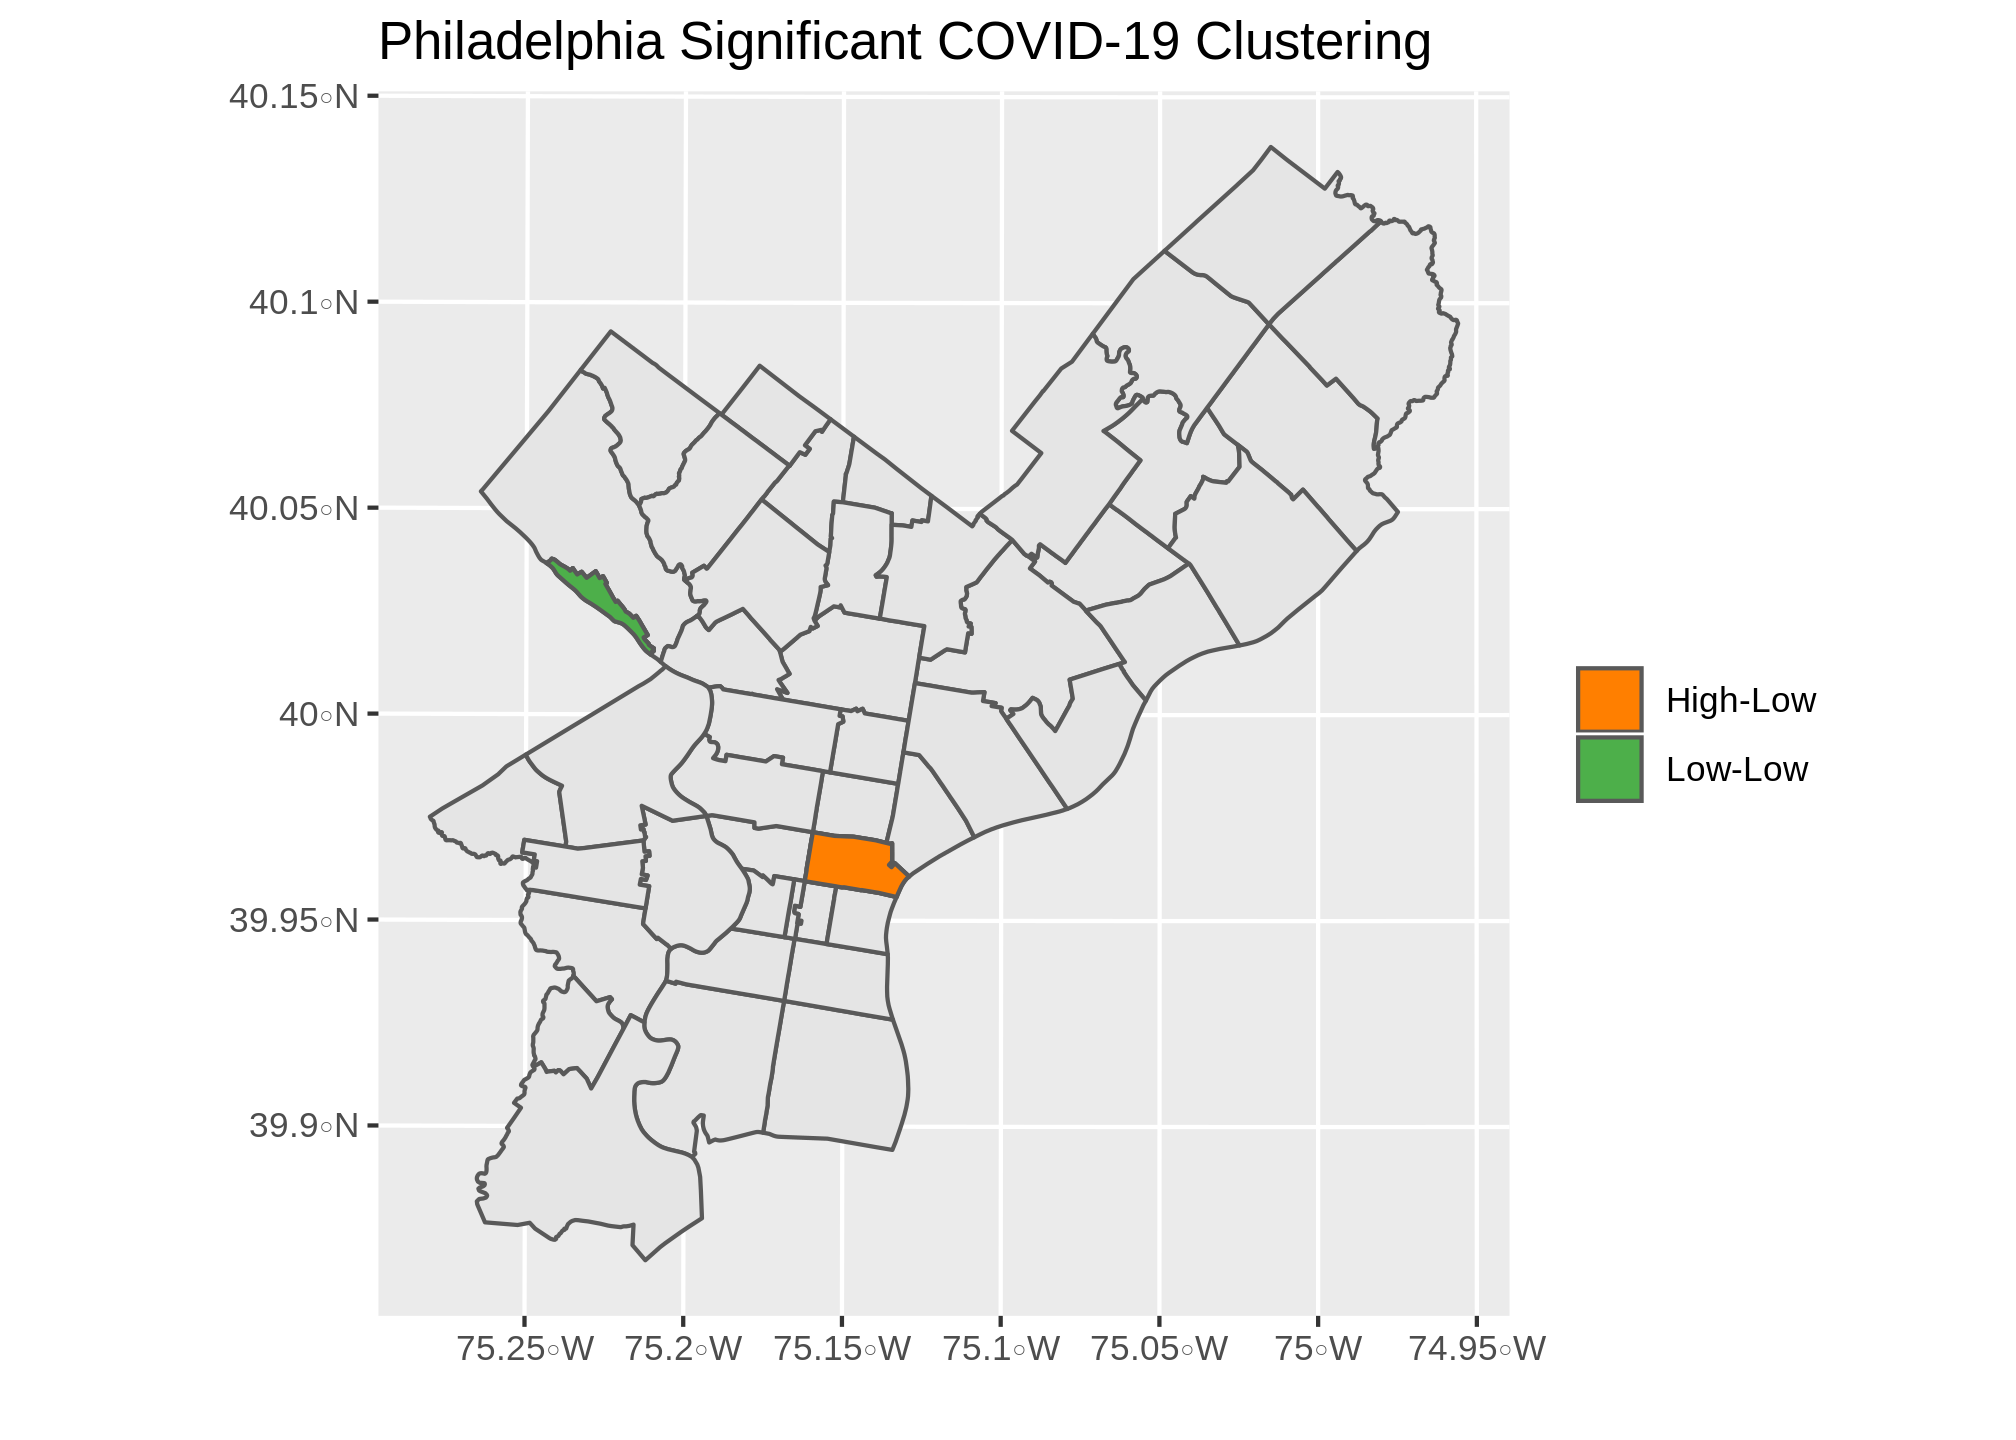 Philadelphia Significant COVID-19 Clustering
40.15◦N
40.1◦N
40.05◦N
40◦N
39.95◦N
39.9◦N
75.25◦W 75.2◦W 75.15◦W 75.1◦W 75.05◦W 75◦W 74.95◦W
High-Low
Low-Low